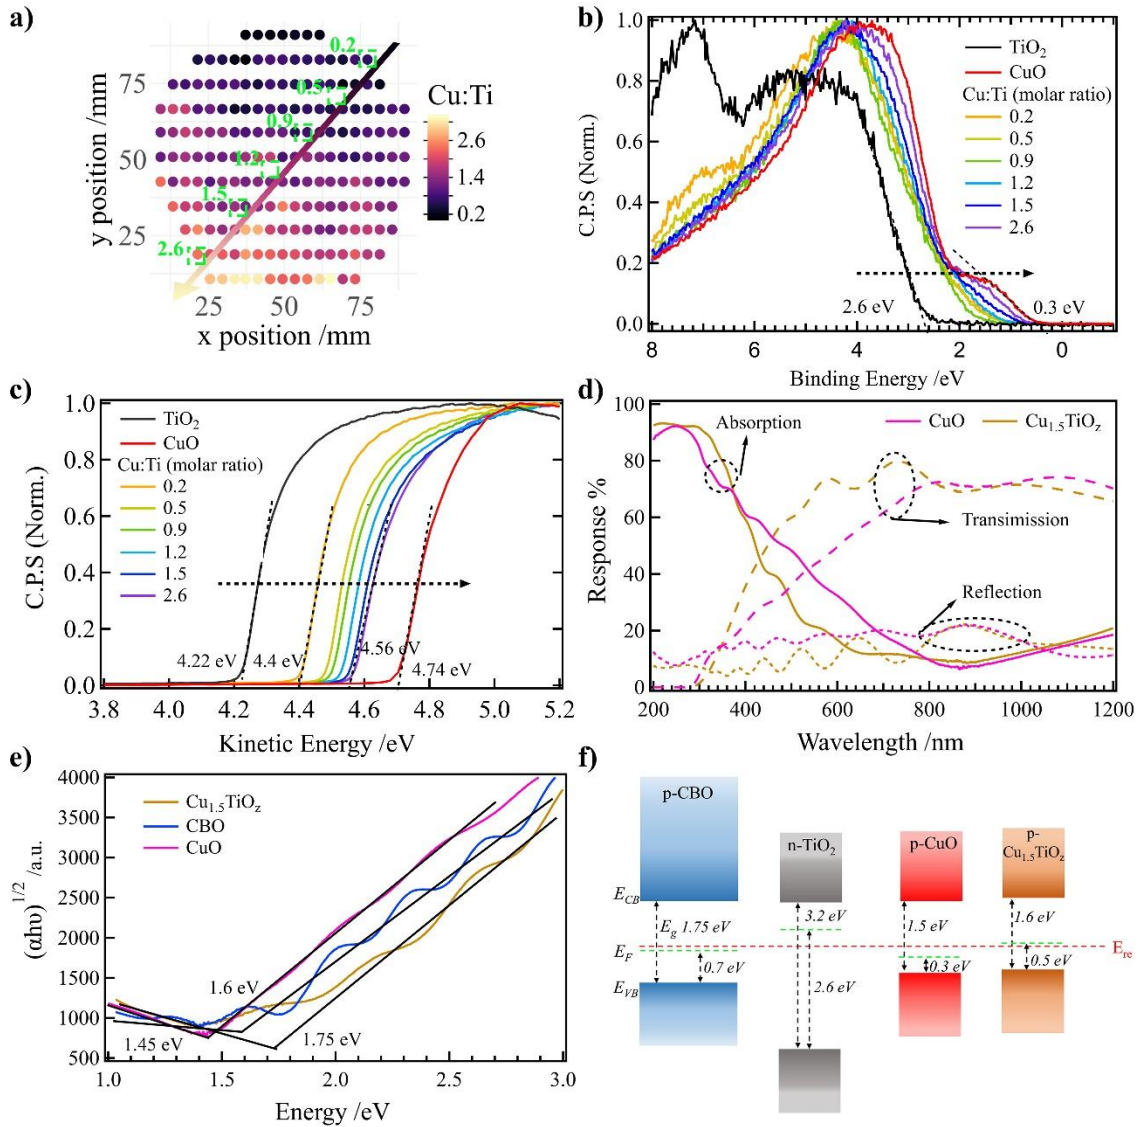 a)
0.2
0.5
0.9
1.2
1.5
2.6
75
50
25
y position /mm
25 50 75
x position /mm
Cu:Ti
2.6
1.4
0.2
b)
1.0
0.8
0.6
0.4
0.2
0.0
C.P.S (Norm.)
TiO2
CuO
Cu:Ti (molar ratio)
0.2
0.5
0.9
1.2
1.5
2.6
2.6 eV
0.3 eV
8 6 4 2 0
Binding Energy /eV
c)
1.0
0.8
0.6
0.4
0.2
0.0
C.P.S (Norm.)
TiO2
CuO
Cu:Ti (molar ratio)
0.2
0.5
0.9
1.2
1.5
2.6
4.22 eV
4.4 eV
4.56 eV
4.74 eV
3.8 4.0 4.2 4.4 4.6 4.8 5.0 5.2
Kinetic Energy /eV
d)
100
80
60
40
20
0
Response %
CuO
Cu1.5TiOz
Absorption
Transimission
Reflection
200 400 600 800 1000 1200
Wavelength /nm
e)
4000
3500
3000
2500
2000
1500
1000
500
(αhυ)1/2 /a.u.
Cu1.5TiOz
CBO
CuO
1.6 eV
1.45 eV
1.75 eV
1.0 1.5 2.0 2.5 3.0
Energy /eV
f)
p-CBO
n-TiO2
p-CuO
p-
Cu1.5TiOz
ECB
EF
EVB
Eg 1.75 eV
0.7 eV
3.2 eV
2.6 eV
1.5 eV
0.3 eV
1.6 eV
0.5 eV
Ere